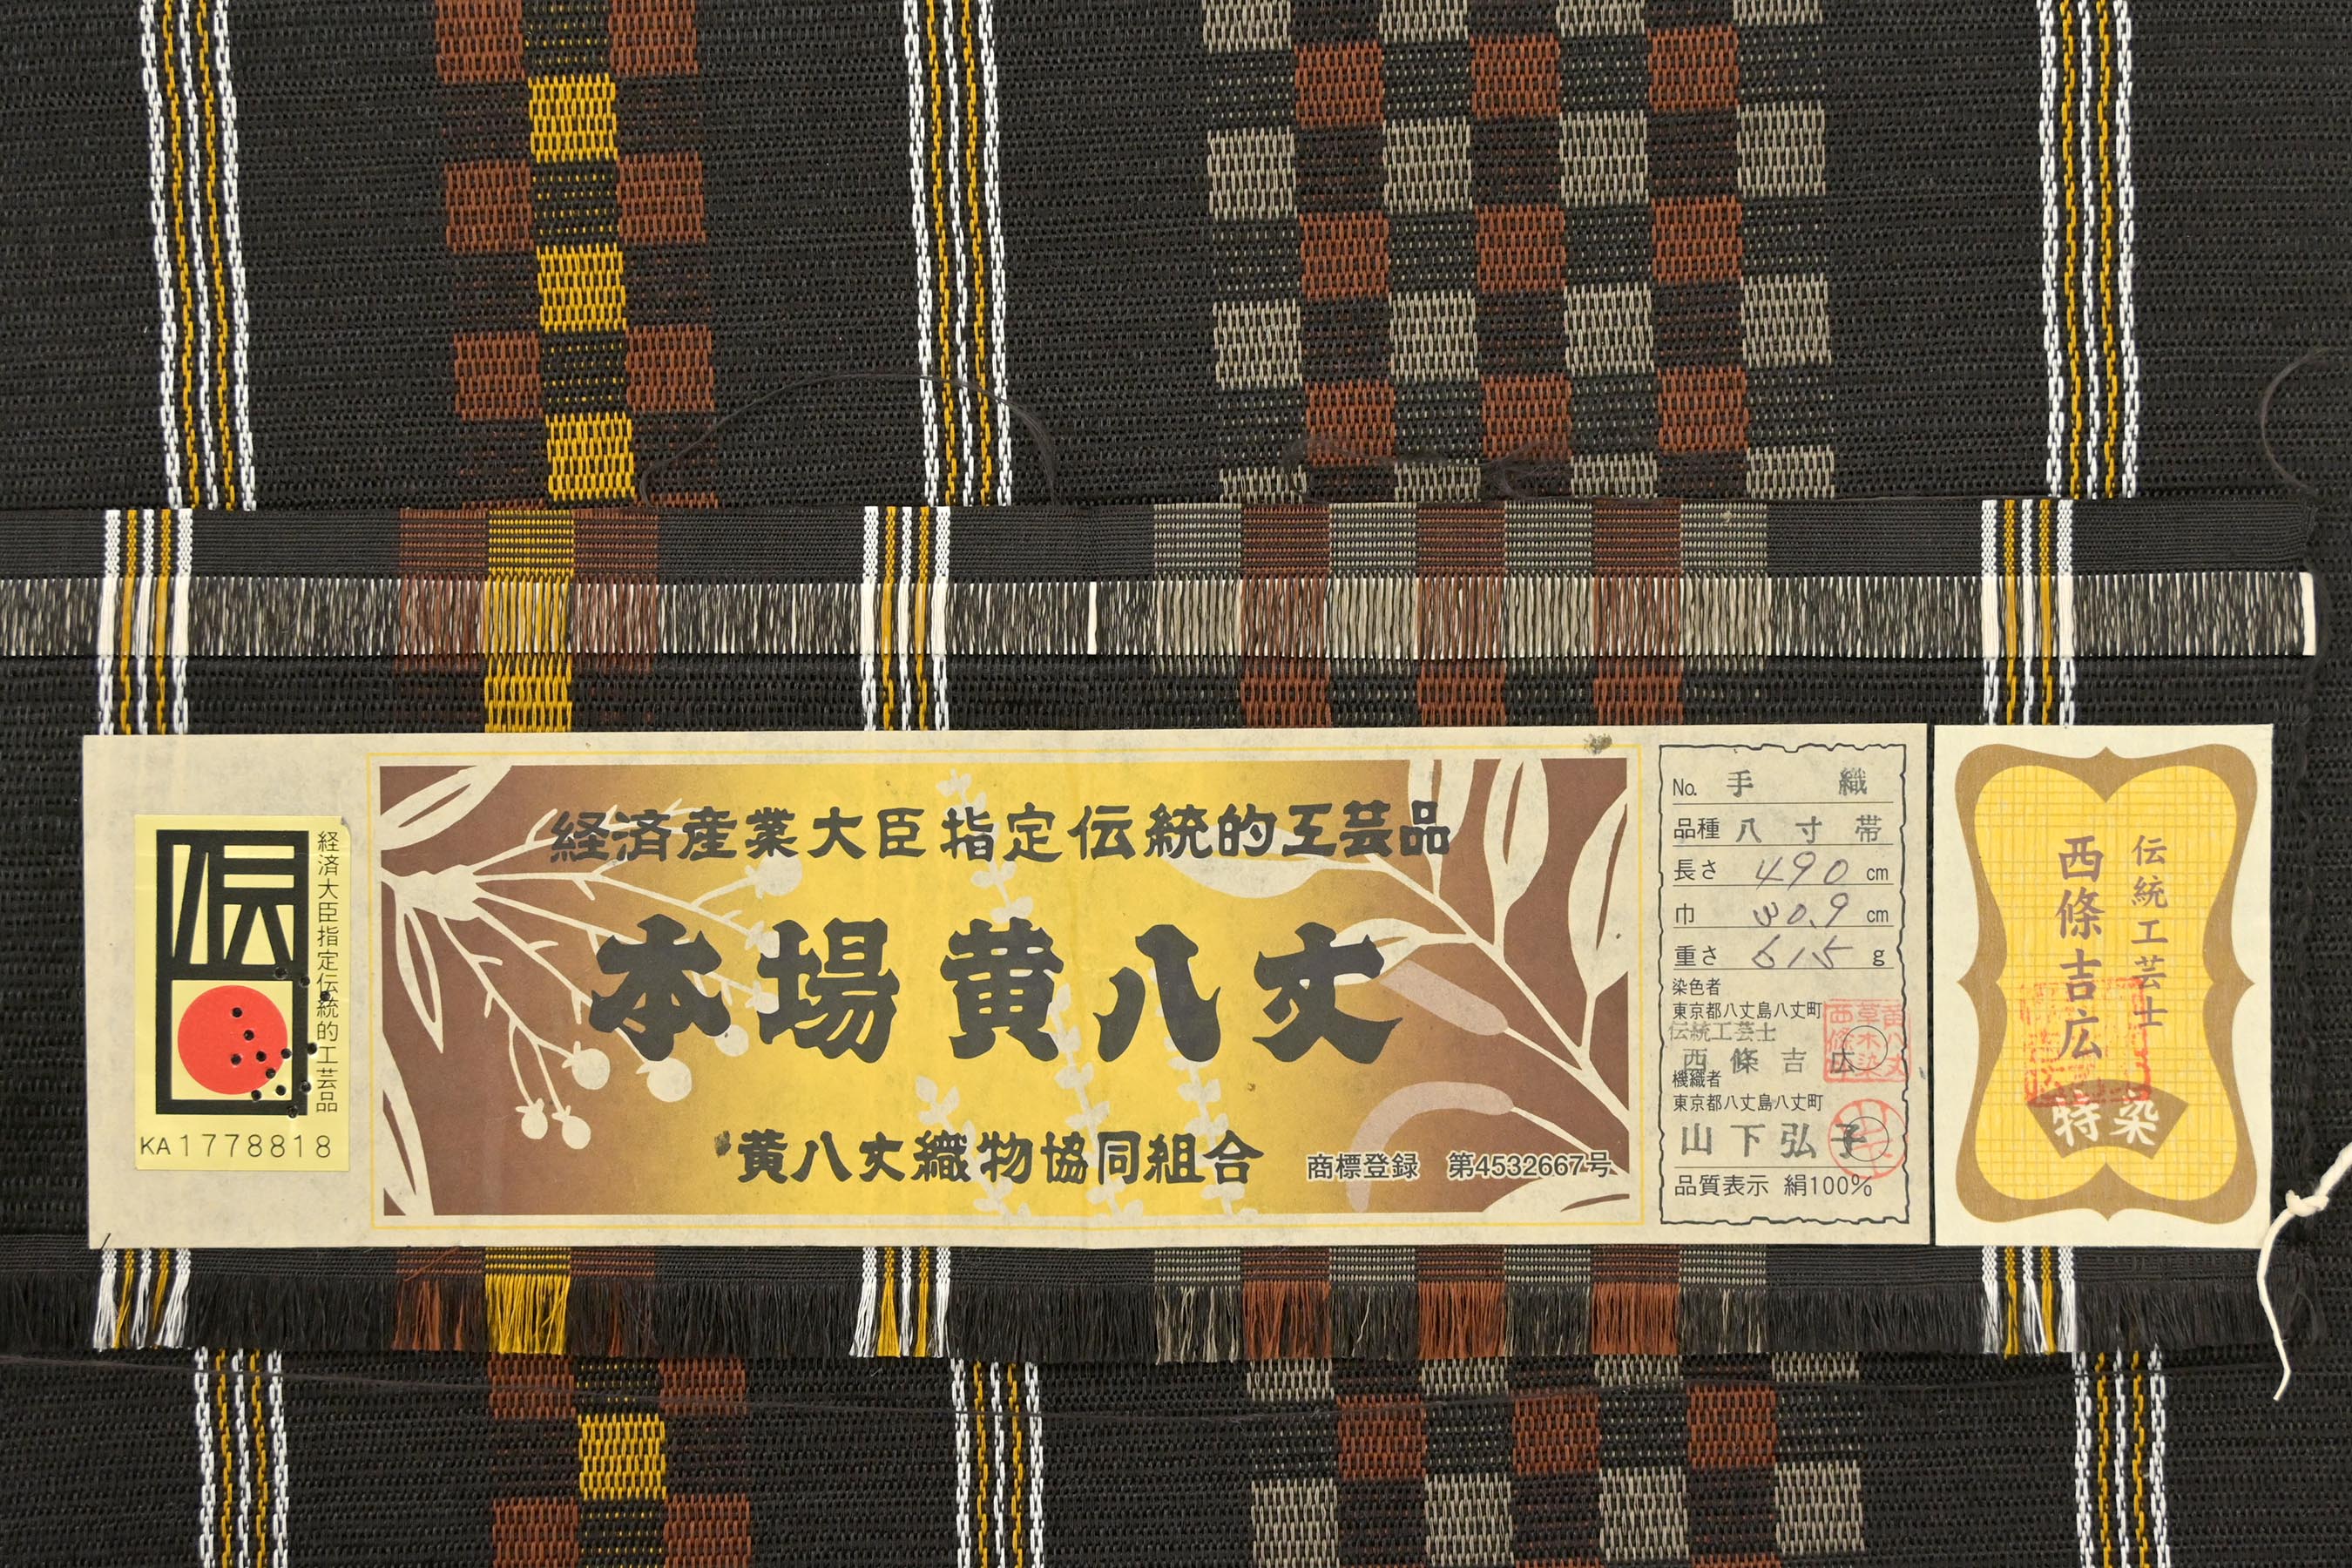 伝
経済大臣指定伝統的工芸品
KA1778818
経済産業大臣指定伝統的工芸品
本場黄八丈
黄八丈織物協同組合
商標登録 第4532667号
No. 手織
品種 八寸帯
長さ 490 cm
巾 30.9 cm
重さ 615 g
染色者
東京都八丈島八丈町
伝統工芸士
西條吉広
機織者
東京都八丈島八丈町
山下弘子
品質表示 絹100%
伝統工芸士
西條吉広
特染